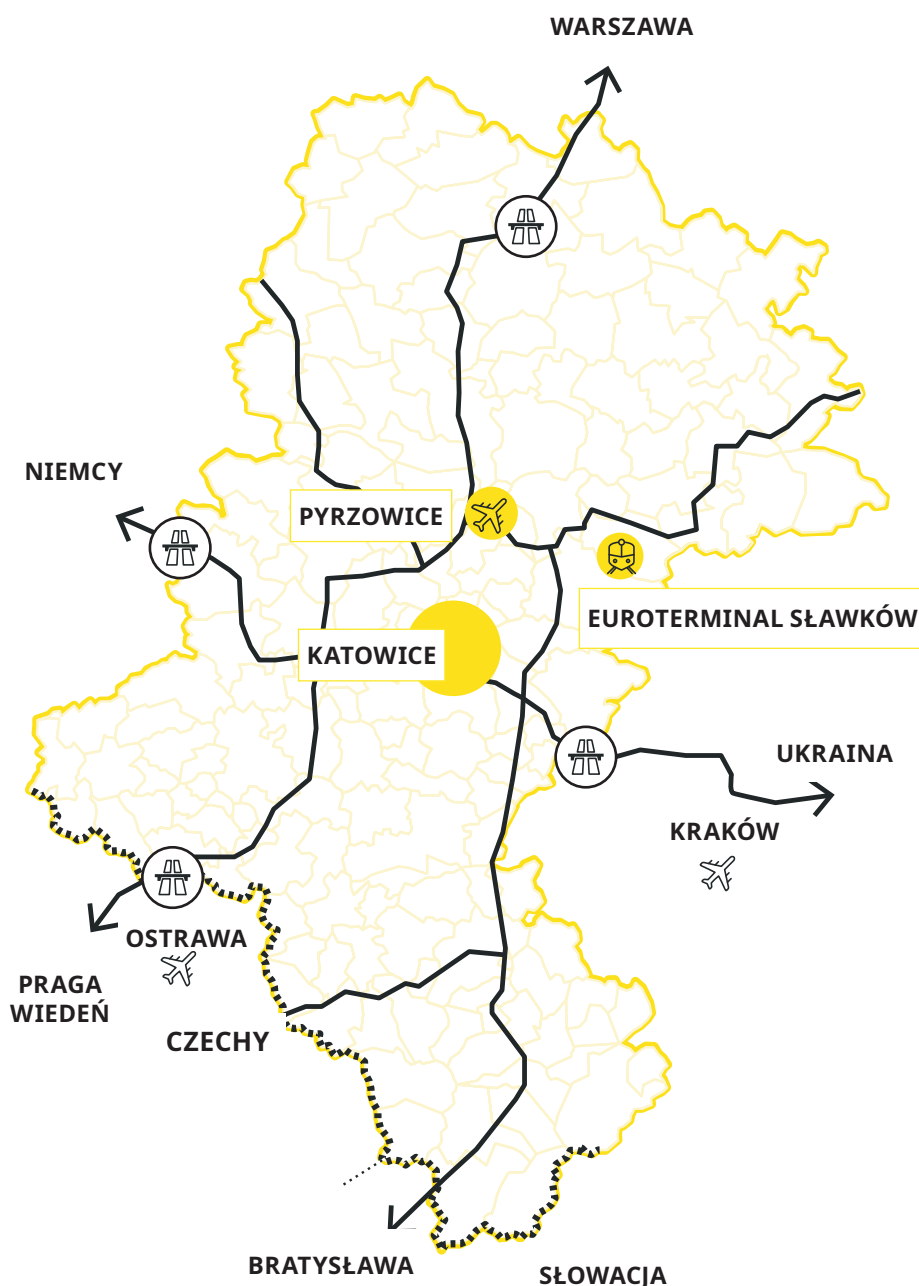 WARSZAWA
NIEMCY
PYRZOWICE
EUROTERMINAL SŁAWKÓW
KATOWICE
UKRAINA
KRAKÓW
OSTRAWA
PRAGA
WIEDEŃ
CZECHY
BRATYSŁAWA
SŁOWACJA